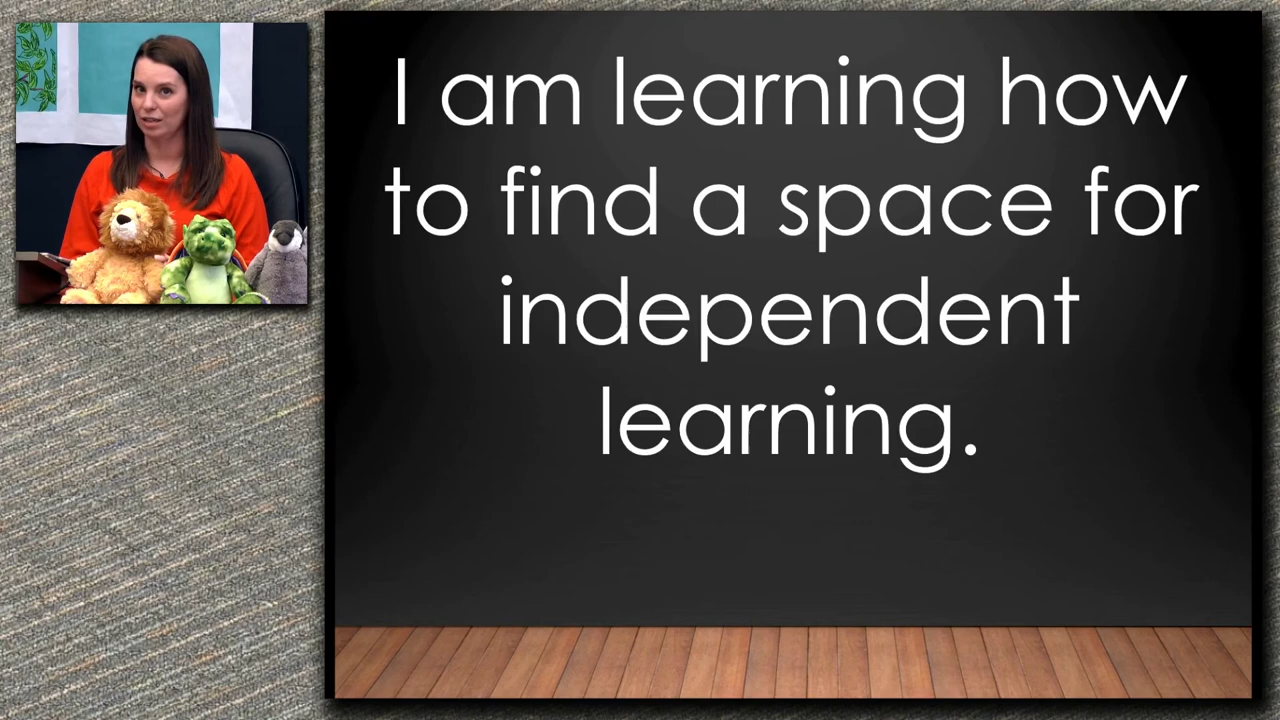 I am learning how
to find a space for
independent
learning.